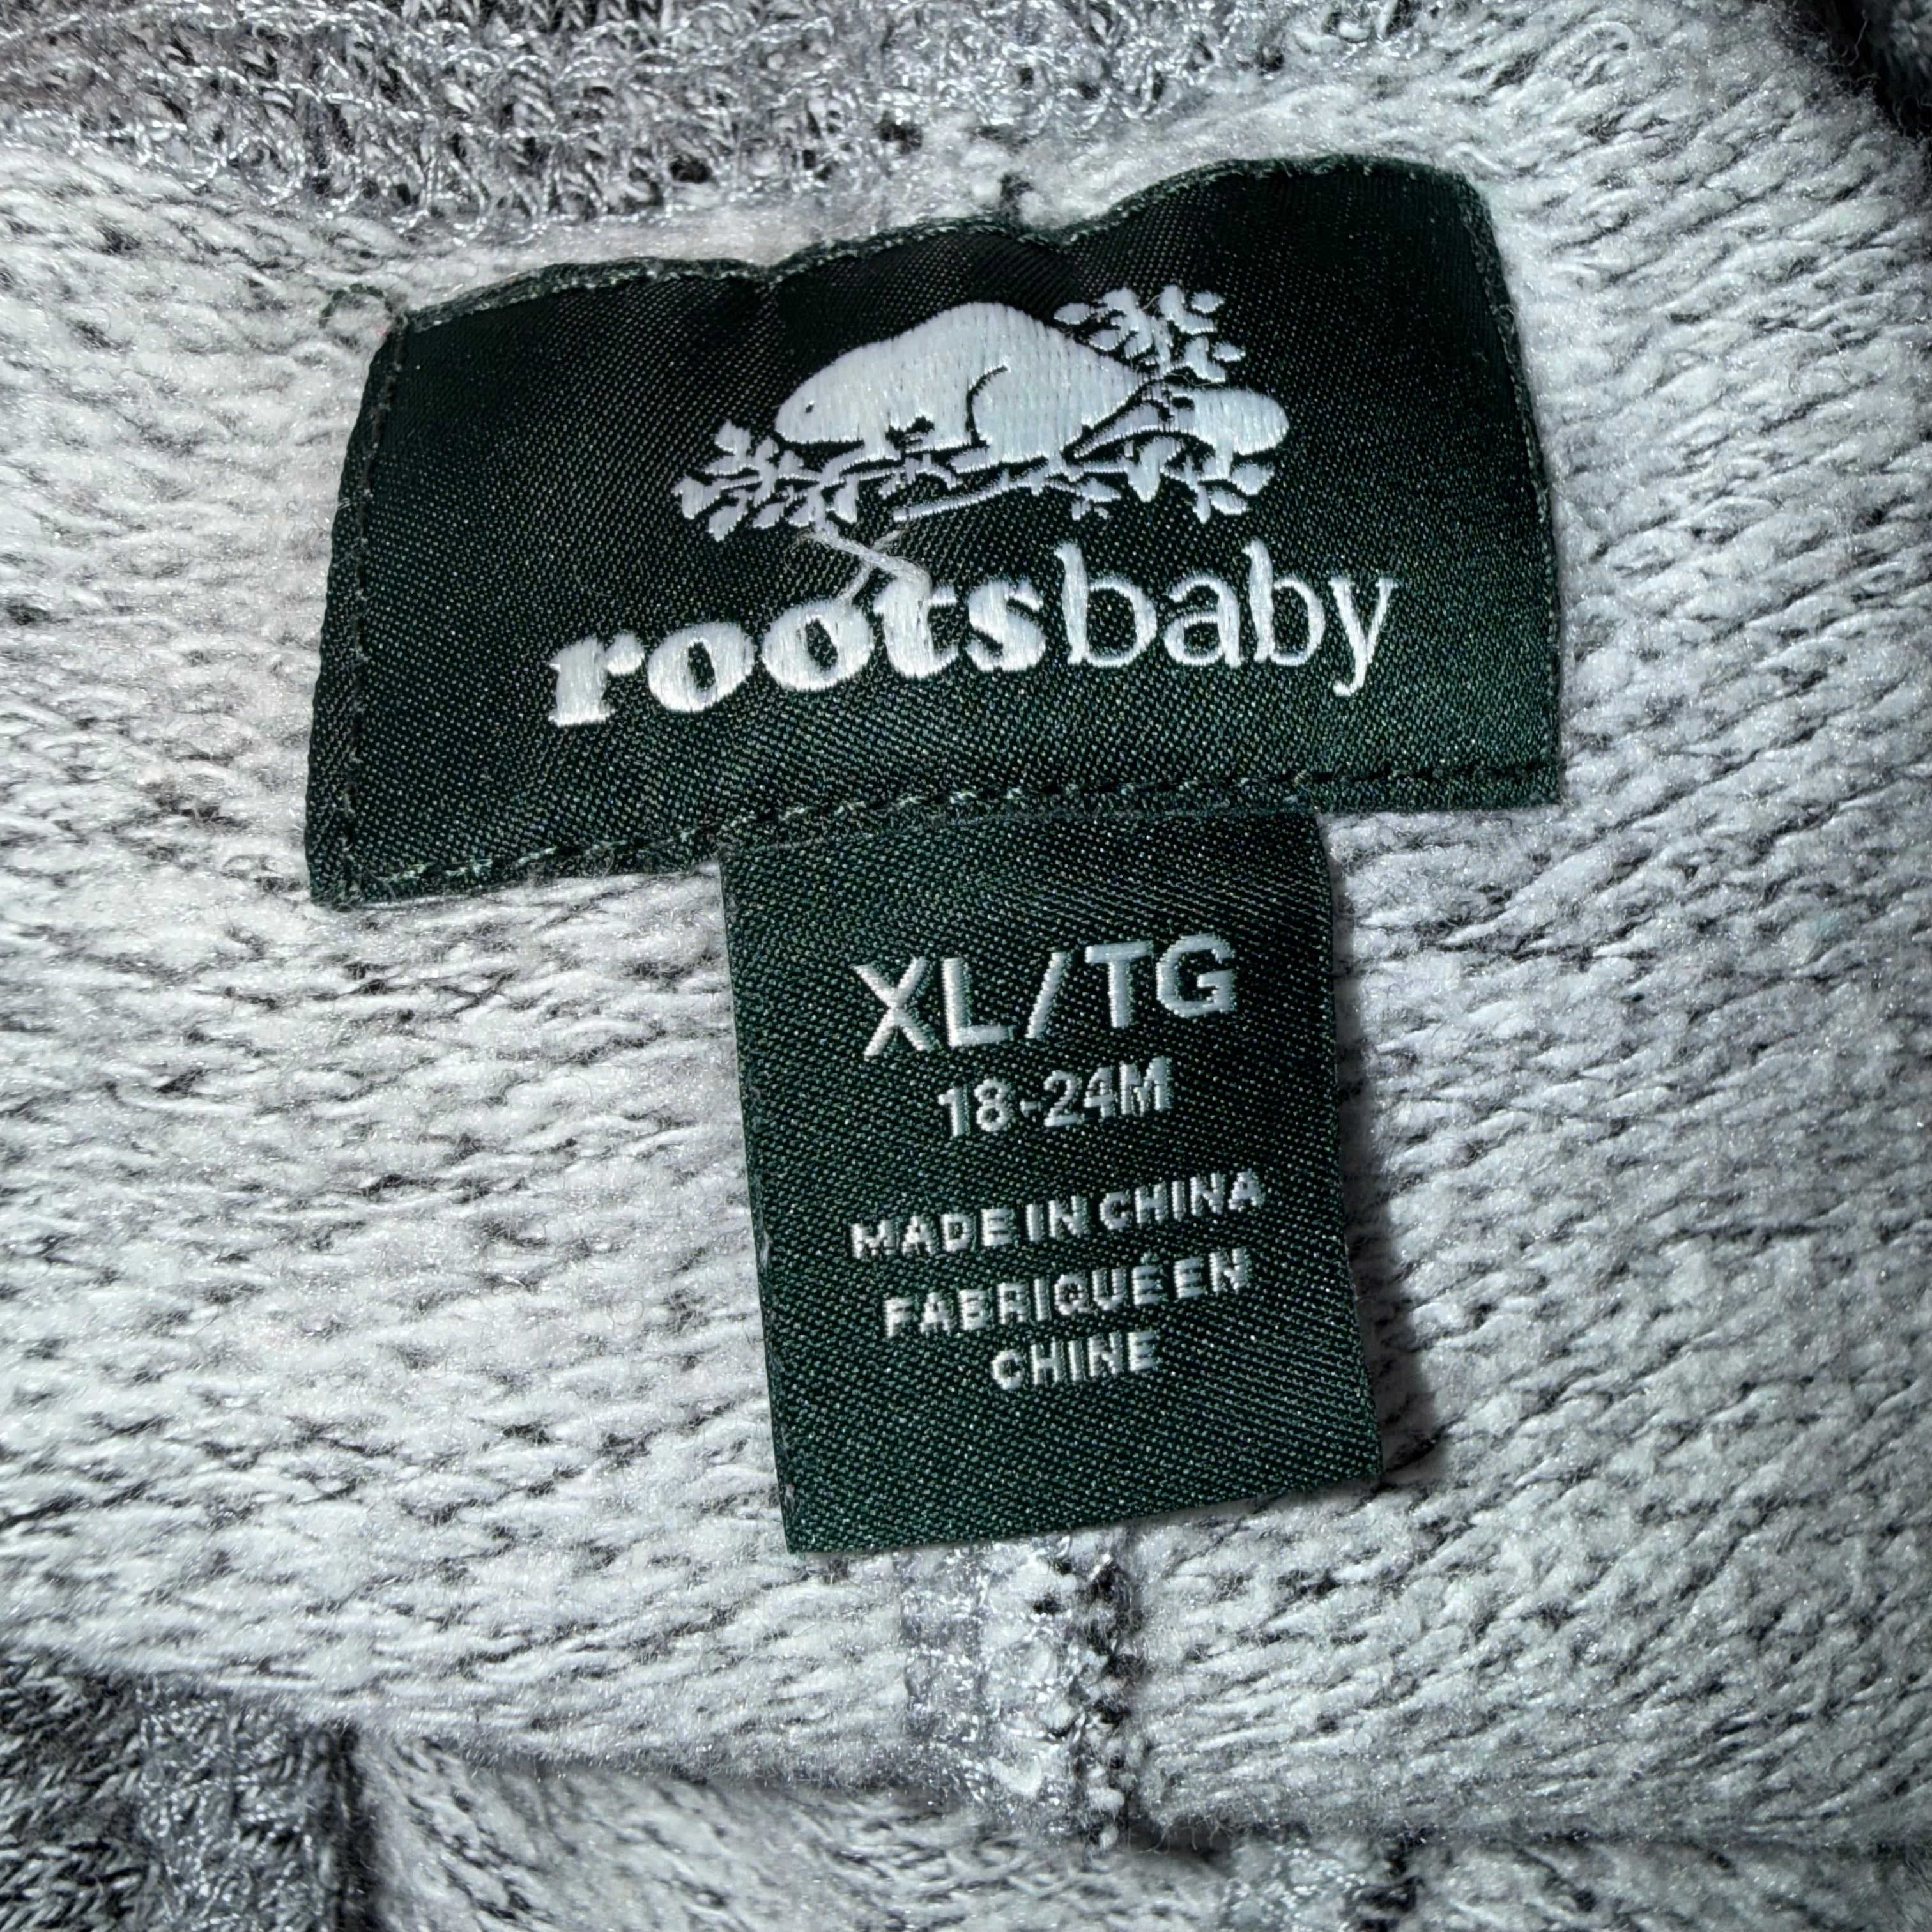 rootsbaby
XL/TG
18-24M
MADE IN CHINA
FABRIQUÉ EN
CHINE